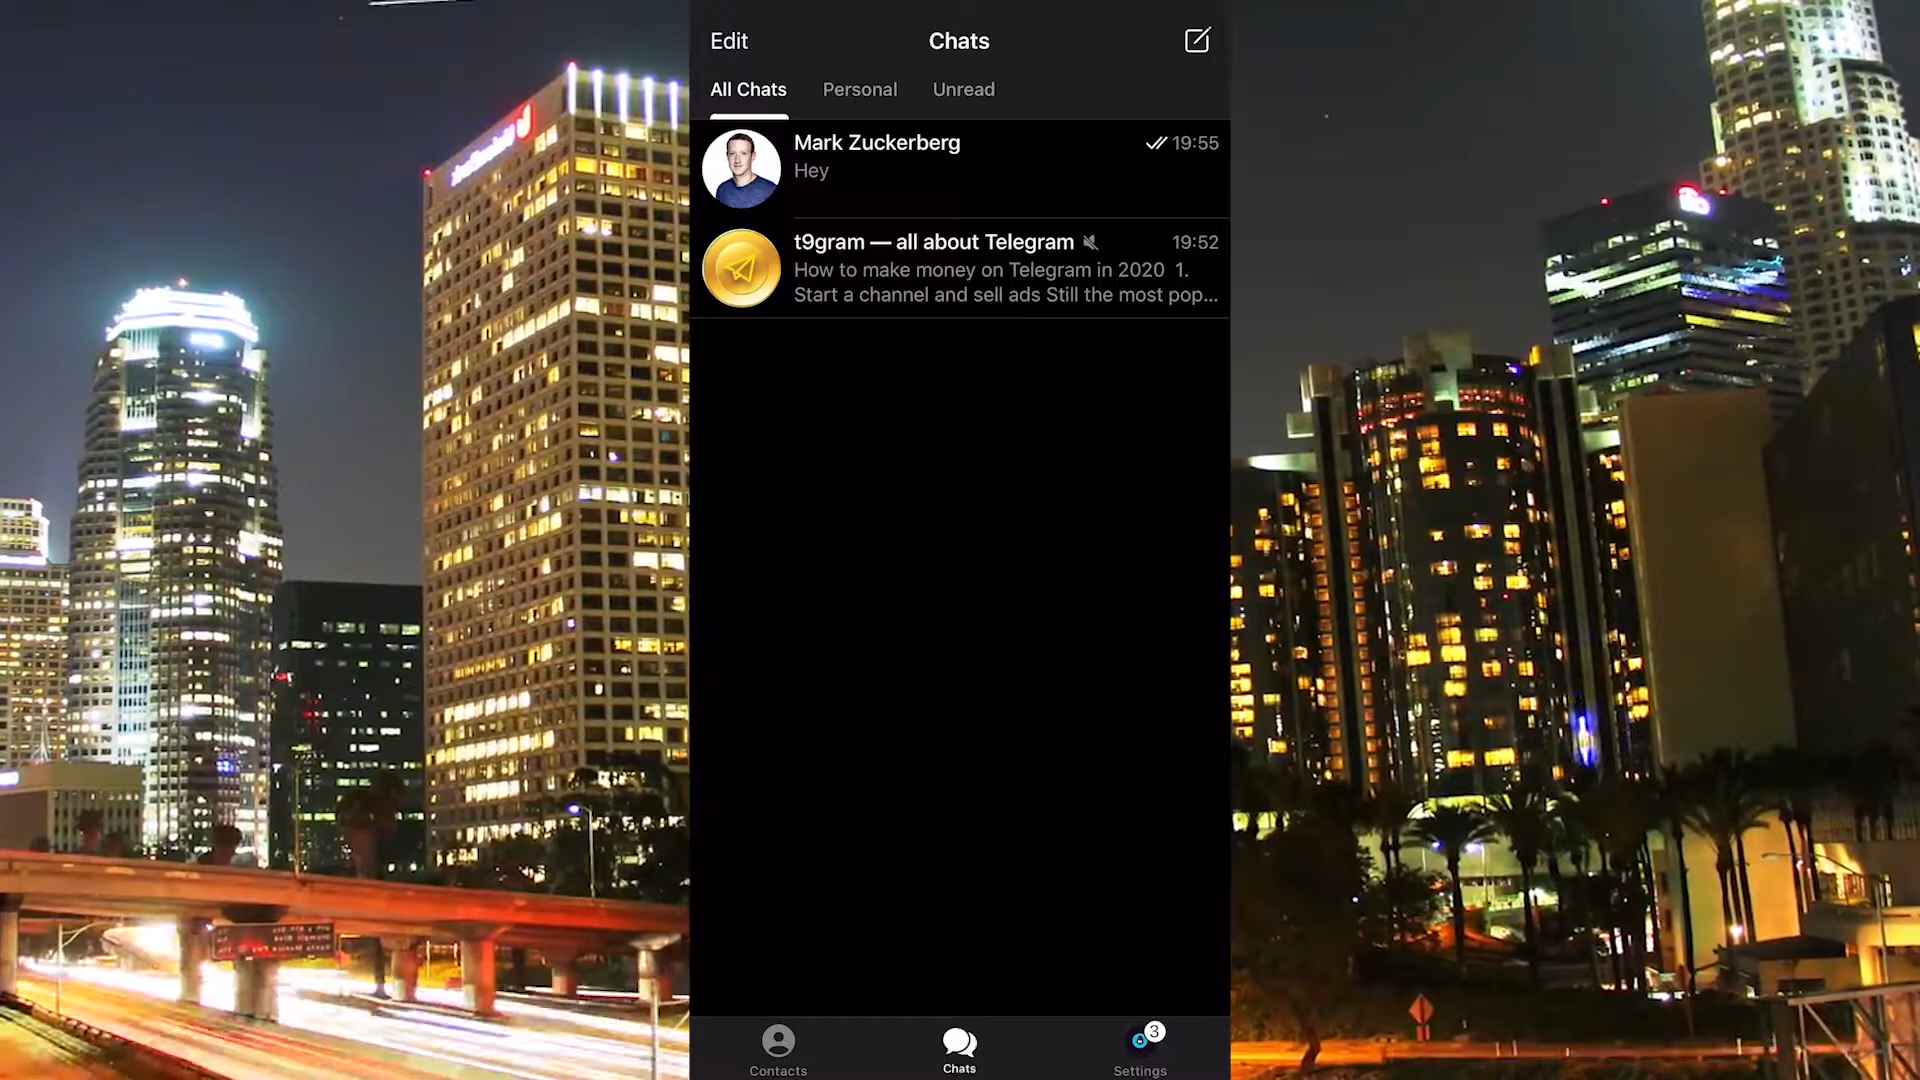 Edit
Chats
All Chats
Personal
Unread
Mark Zuckerberg
19:55
Hey
t9gram — all about Telegram
19:52
How to make money on Telegram in 2020 1.
Start a channel and sell ads Still the most pop...
Contacts
Chats
3
Settings